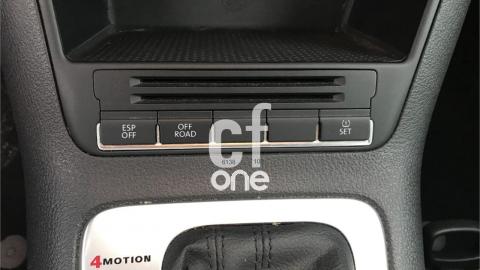 ESP
OFF
OFF
ROAD
SET
cf
one
4MOTION